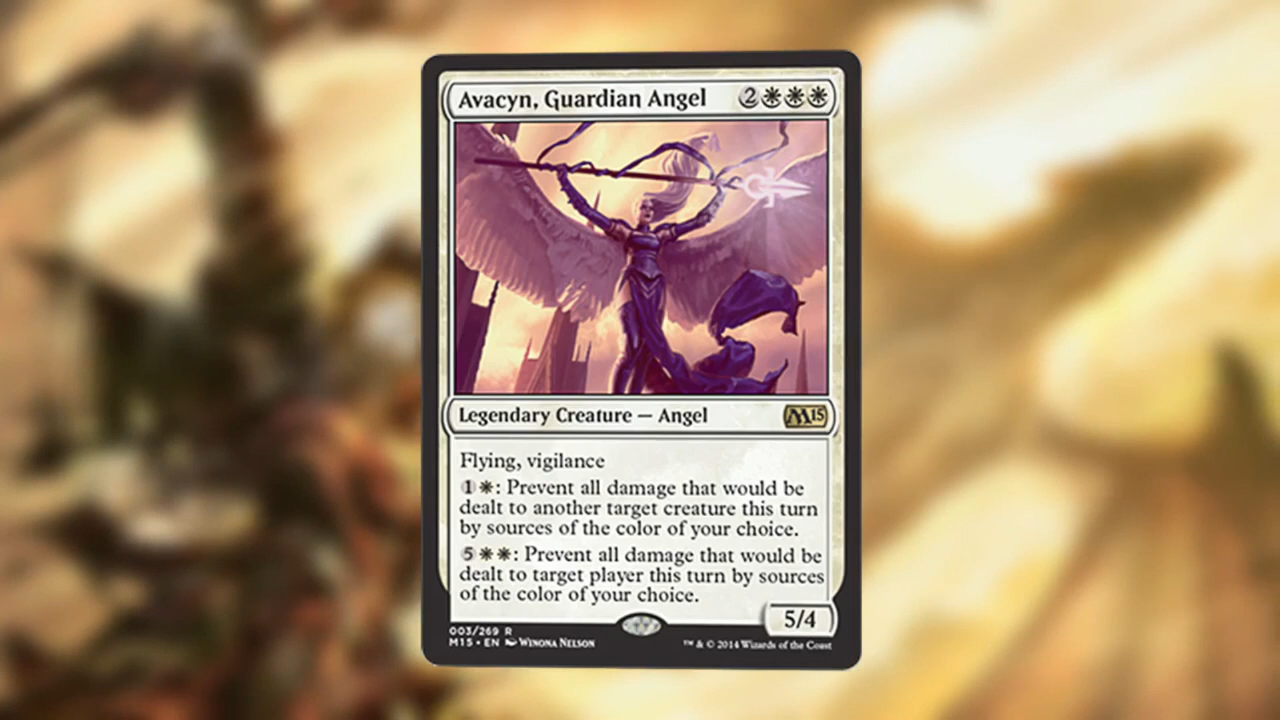 Avacyn, Guardian Angel 2
Legendary Creature — Angel M15
Flying, vigilance
1: Prevent all damage that would be
dealt to another target creature this turn
by sources of the color of your choice.
5: Prevent all damage that would be
dealt to target player this turn by sources
of the color of your choice.
5/4
003/269 R
M15 • EN Winona Nelson ™ & © 2014 Wizards of the Coast